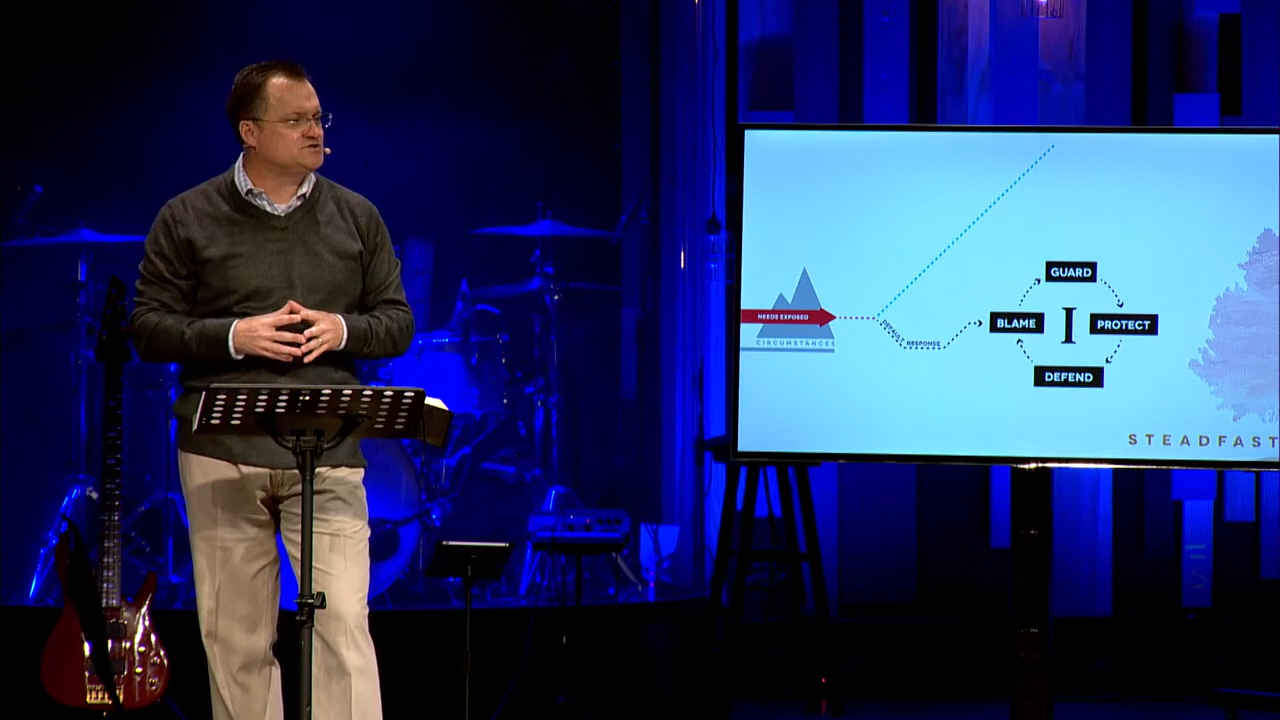 NEEDS EXPOSED
CIRCUMSTANCES
RESPONSE
GUARD
BLAME
I
PROTECT
DEFEND
STEADFAST